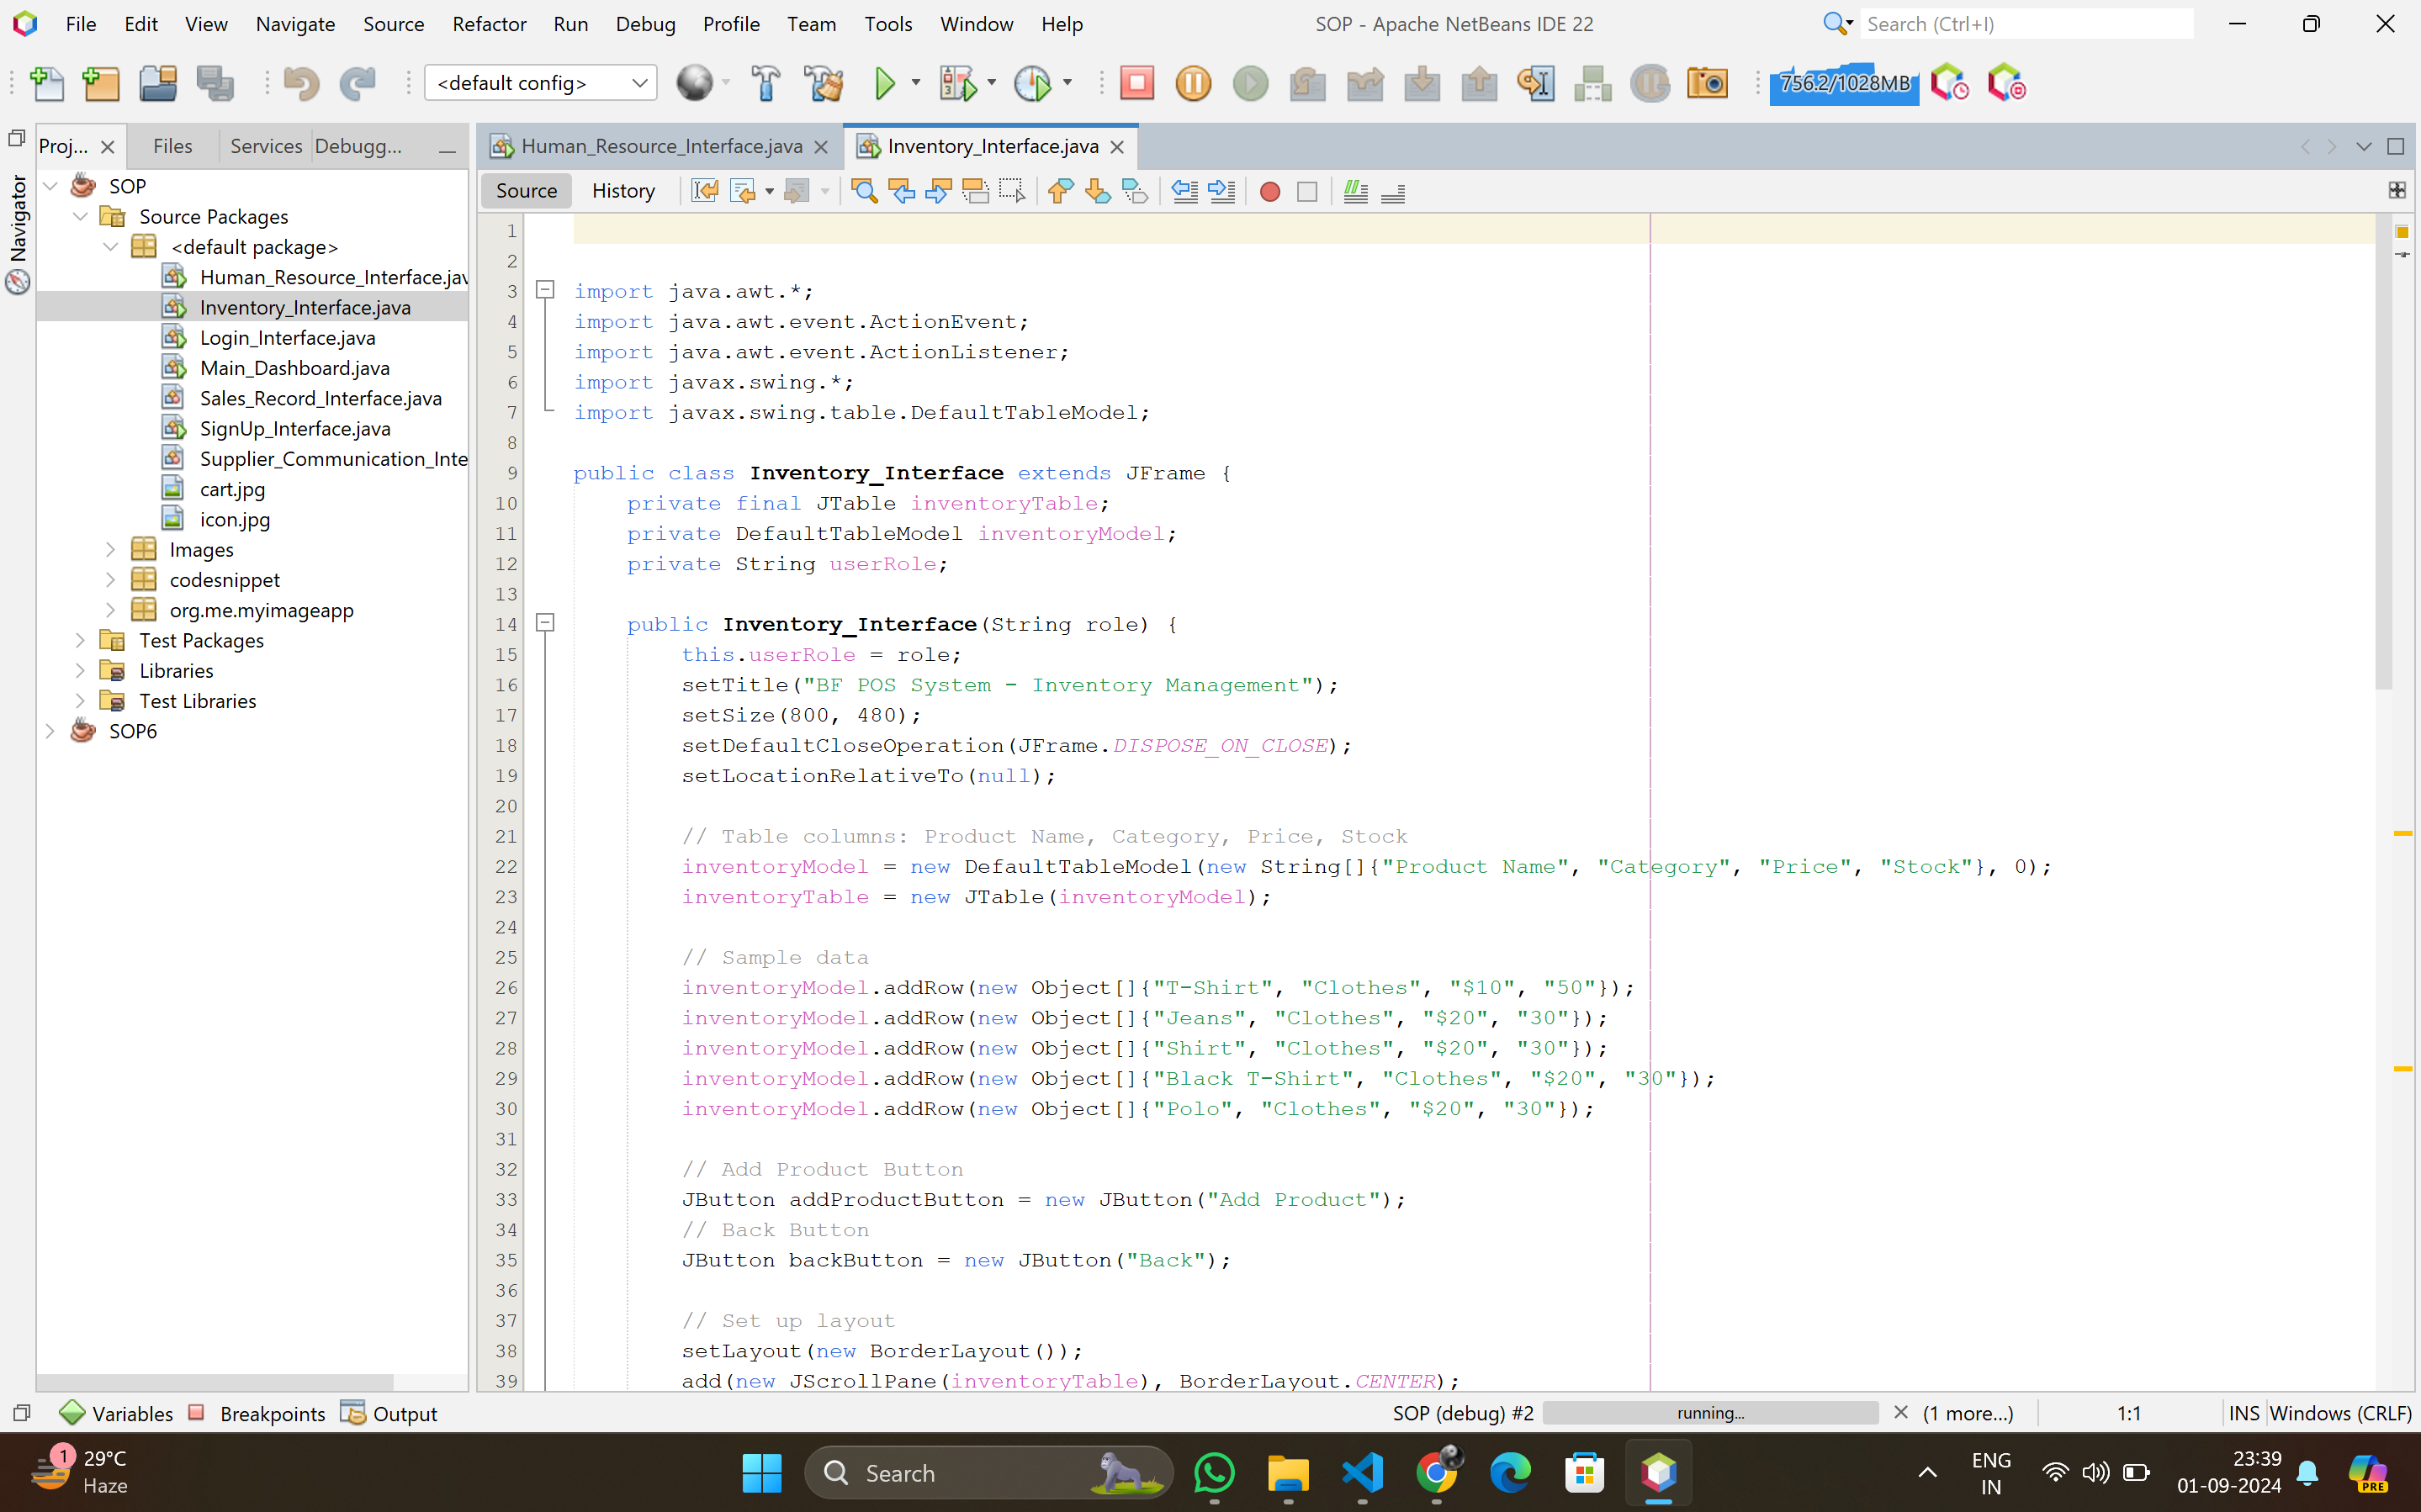 File Edit View Navigate Source Refactor Run Debug Profile Team Tools Window Help
SOP - Apache NetBeans IDE 22
Search (Ctrl+I)
<default config>
756.2/1028MB
Proj... Files Services Debugg...
Navigator
SOP
Source Packages
<default package>
Human_Resource_Interface.jav
Inventory_Interface.java
Login_Interface.java
Main_Dashboard.java
Sales_Record_Interface.java
SignUp_Interface.java
Supplier_Communication_Inte
cart.jpg
icon.jpg
Images
codesnippet
org.me.myimageapp
Test Packages
Libraries
Test Libraries
SOP6
Human_Resource_Interface.java Inventory_Interface.java
Source History
1
2
3 import java.awt.*;
4 import java.awt.event.ActionEvent;
5 import java.awt.event.ActionListener;
6 import javax.swing.*;
7 import javax.swing.table.DefaultTableModel;
8
9 public class Inventory_Interface extends JFrame {
10 private final JTable inventoryTable;
11 private DefaultTableModel inventoryModel;
12 private String userRole;
13
14 public Inventory_Interface(String role) {
15 this.userRole = role;
16 setTitle("BF POS System - Inventory Management");
17 setSize(800, 480);
18 setDefaultCloseOperation(JFrame.DISPOSE_ON_CLOSE);
19 setLocationRelativeTo(null);
20
21 // Table columns: Product Name, Category, Price, Stock
22 inventoryModel = new DefaultTableModel(new String[]{"Product Name", "Category", "Price", "Stock"}, 0);
23 inventoryTable = new JTable(inventoryModel);
24
25 // Sample data
26 inventoryModel.addRow(new Object[]{"T-Shirt", "Clothes", "$10", "50"});
27 inventoryModel.addRow(new Object[]{"Jeans", "Clothes", "$20", "30"});
28 inventoryModel.addRow(new Object[]{"Shirt", "Clothes", "$20", "30"});
29 inventoryModel.addRow(new Object[]{"Black T-Shirt", "Clothes", "$20", "30"});
30 inventoryModel.addRow(new Object[]{"Polo", "Clothes", "$20", "30"});
31
32 // Add Product Button
33 JButton addProductButton = new JButton("Add Product");
34 // Back Button
35 JButton backButton = new JButton("Back");
36
37 // Set up layout
38 setLayout(new BorderLayout());
39 add(new JScrollPane(inventoryTable), BorderLayout.CENTER);
Variables Breakpoints Output
SOP (debug) #2 running... (1 more...) 1:1 INS Windows (CRLF)
1
29°C
Haze
Search
ENG
IN
23:39
01-09-2024
PRE